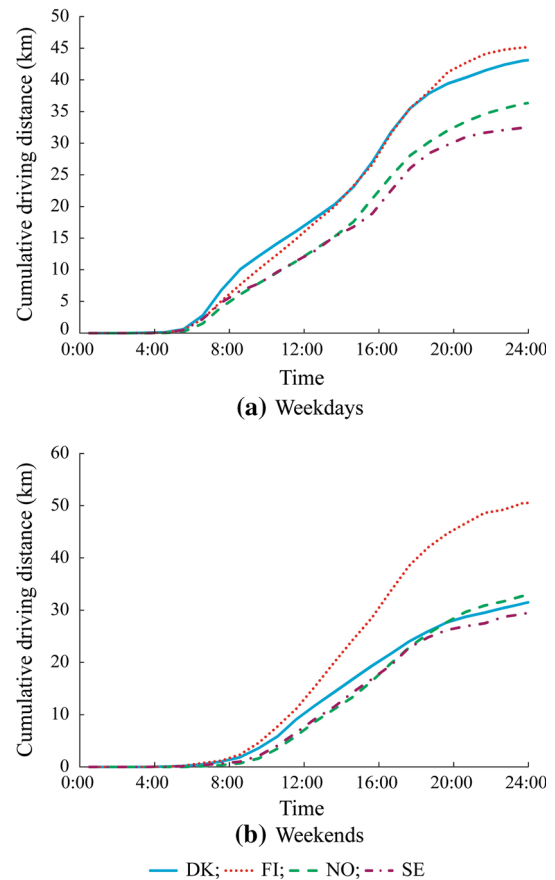 50
45
40
35
30
25
20
15
10
5
0
Cumulative driving distance (km)
0:00 4:00 8:00 12:00 16:00 20:00 24:00
Time
(a) Weekdays
60
50
40
30
20
10
0
Cumulative driving distance (km)
0:00 4:00 8:00 12:00 16:00 20:00 24:00
Time
(b) Weekends
DK; FI; NO; SE